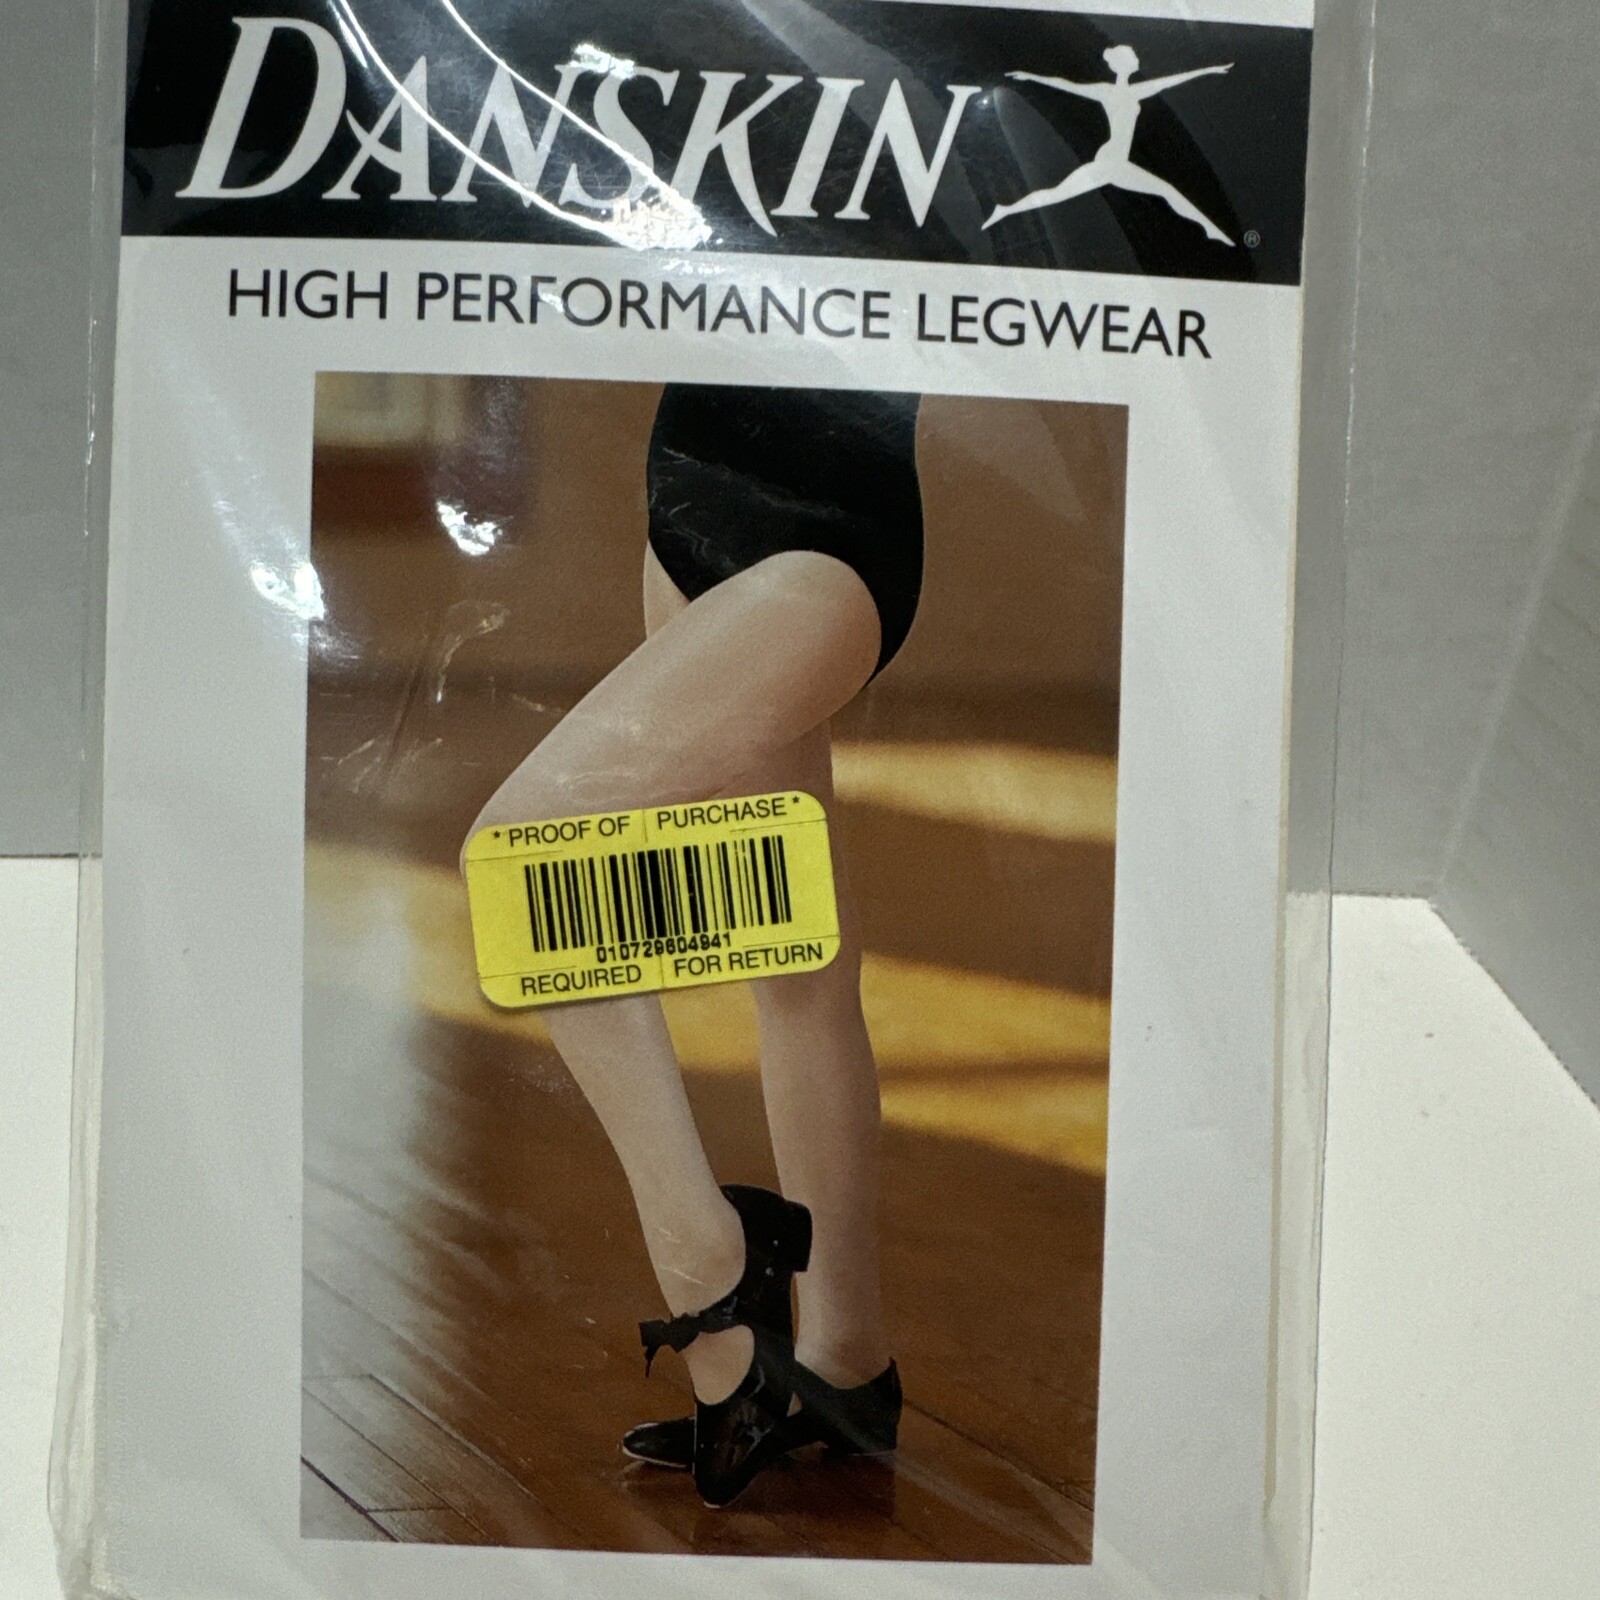 DANSKIN ®
HIGH PERFORMANCE LEGWEAR
* PROOF OF PURCHASE *
010729604941
REQUIRED FOR RETURN